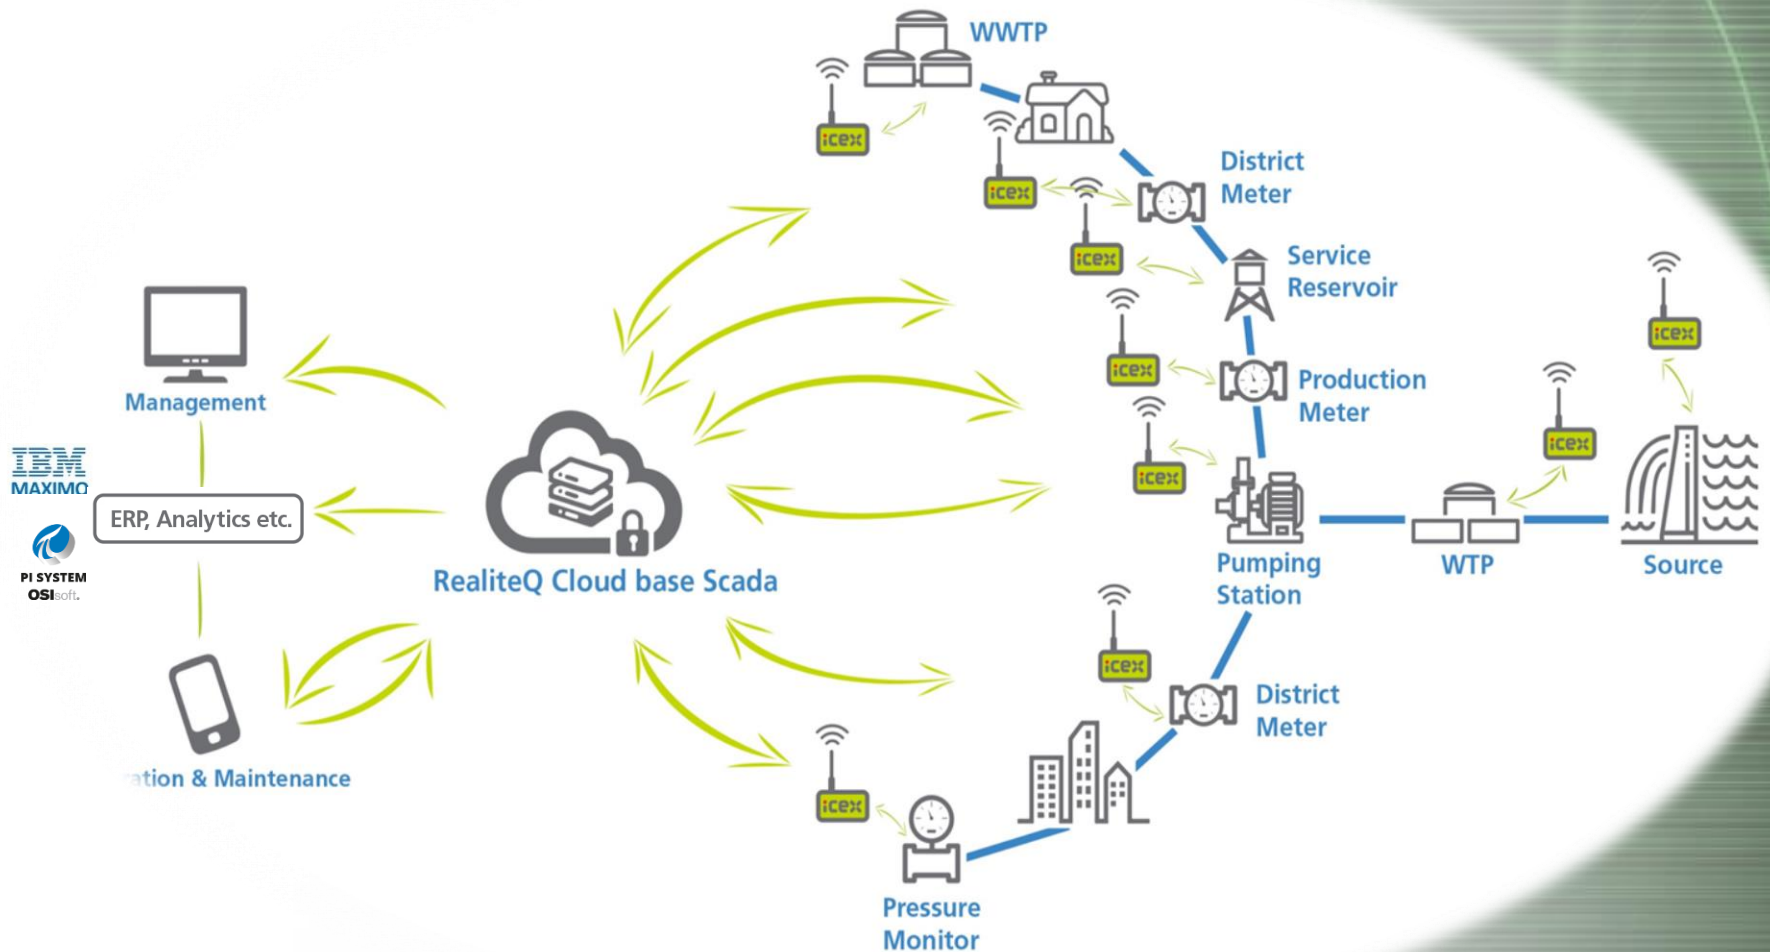 WWTP
icex
icex
District
Meter
icex
Service
Reservoir
icex
icex
Production
Meter
icex
icex
icex
Management
IBM
MAXIMO
ERP, Analytics etc.
PI SYSTEM
OSIsoft.
RealiteQ Cloud base Scada
Pumping
Station
WTP
Source
icex
District
Meter
ation & Maintenance
icex
Pressure
Monitor